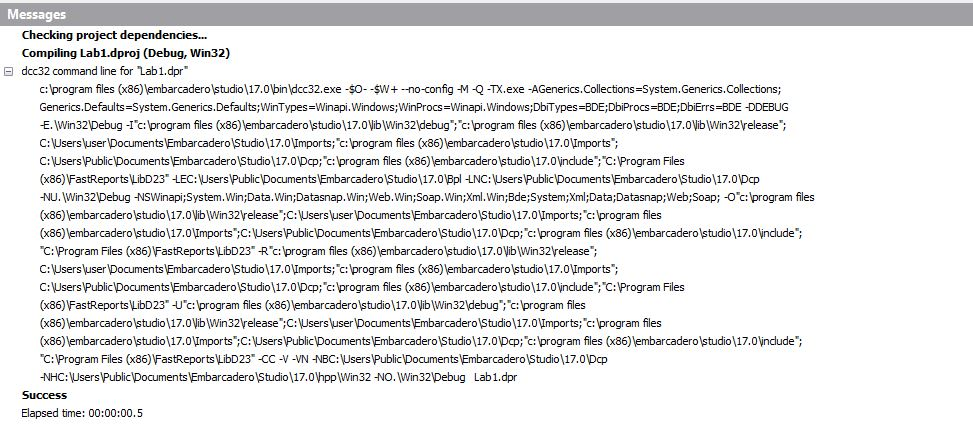 Messages
Checking project dependencies...
Compiling Lab1.dproj (Debug, Win32)
dcc32 command line for "Lab1.dpr"
c:\program files (x86)\embarcadero\studio\17.0\bin\dcc32.exe -$O- -$W+ --no-config -M -Q -TX.exe -AGenerics.Collections=System.Generics.Collections;
Generics.Defaults=System.Generics.Defaults;WinTypes=Winapi.Windows;WinProcs=Winapi.Windows;DbiTypes=BDE;DbiProcs=BDE;DbiErrs=BDE -DDEBUG
-E.\Win32\Debug -I"c:\program files (x86)\embarcadero\studio\17.0\lib\Win32\debug";"c:\program files (x86)\embarcadero\studio\17.0\lib\Win32\release";
C:\Users\user\Documents\Embarcadero\Studio\17.0\Imports;"c:\program files (x86)\embarcadero\studio\17.0\Imports";
C:\Users\Public\Documents\Embarcadero\Studio\17.0\Dcp;"c:\program files (x86)\embarcadero\studio\17.0\include";"C:\Program Files
(x86)\FastReports\LibD23" -LEC:\Users\Public\Documents\Embarcadero\Studio\17.0\Bpl -LNC:\Users\Public\Documents\Embarcadero\Studio\17.0\Dcp
-NU.\Win32\Debug -NSWinapi;System.Win;Data.Win;Datasnap.Win;Web.Win;Soap.Win;Xml.Win;Bde;System;Xml;Data;Datasnap;Web;Soap; -O"c:\program files
(x86)\embarcadero\studio\17.0\lib\Win32\release";C:\Users\user\Documents\Embarcadero\Studio\17.0\Imports;"c:\program files
(x86)\embarcadero\studio\17.0\Imports";C:\Users\Public\Documents\Embarcadero\Studio\17.0\Dcp;"c:\program files (x86)\embarcadero\studio\17.0\include";
"C:\Program Files (x86)\FastReports\LibD23" -R"c:\program files (x86)\embarcadero\studio\17.0\lib\Win32\release";
C:\Users\user\Documents\Embarcadero\Studio\17.0\Imports;"c:\program files (x86)\embarcadero\studio\17.0\Imports";
C:\Users\Public\Documents\Embarcadero\Studio\17.0\Dcp;"c:\program files (x86)\embarcadero\studio\17.0\include";"C:\Program Files
(x86)\FastReports\LibD23" -U"c:\program files (x86)\embarcadero\studio\17.0\lib\Win32\debug";"c:\program files
(x86)\embarcadero\studio\17.0\lib\Win32\release";C:\Users\user\Documents\Embarcadero\Studio\17.0\Imports;"c:\program files
(x86)\embarcadero\studio\17.0\Imports";C:\Users\Public\Documents\Embarcadero\Studio\17.0\Dcp;"c:\program files (x86)\embarcadero\studio\17.0\include";
"C:\Program Files (x86)\FastReports\LibD23" -CC -V -VN -NBC:\Users\Public\Documents\Embarcadero\Studio\17.0\Dcp
-NHC:\Users\Public\Documents\Embarcadero\Studio\17.0\hpp\Win32 -NO.\Win32\Debug   Lab1.dpr
Success
Elapsed time: 00:00:00.5